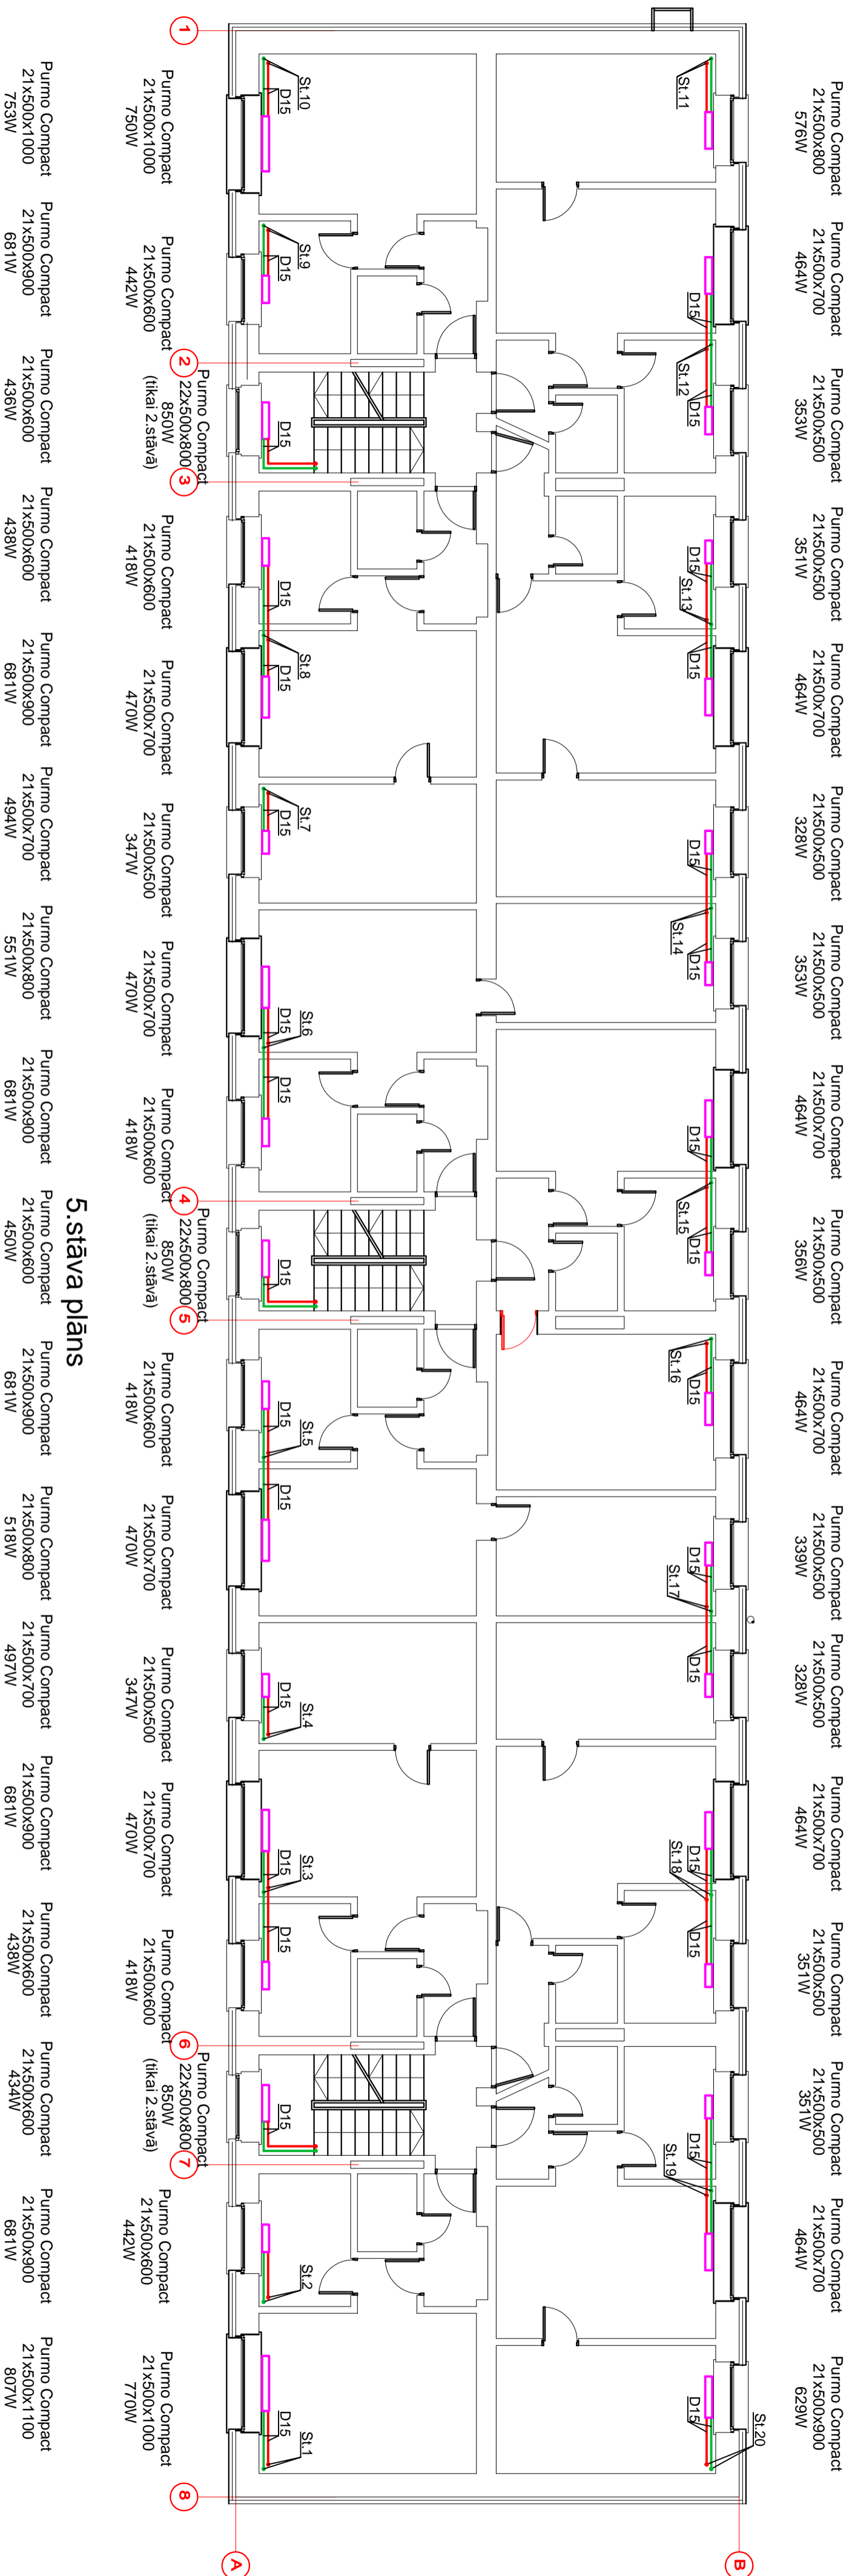 Purmo Compact
21x500x800
576W
Purmo Compact
21x500x700
464W
Purmo Compact
21x500x500
353W
Purmo Compact
21x500x500
351W
Purmo Compact
21x500x700
464W
Purmo Compact
21x500x500
328W
Purmo Compact
21x500x500
353W
Purmo Compact
21x500x700
464W
Purmo Compact
21x500x500
356W
Purmo Compact
21x500x700
464W
Purmo Compact
21x500x500
339W
Purmo Compact
21x500x500
328W
Purmo Compact
21x500x700
464W
Purmo Compact
21x500x500
351W
Purmo Compact
21x500x500
351W
Purmo Compact
21x500x700
464W
Purmo Compact
21x500x900
629W
B
St.11
D15
St.12
D15
D15
St.13
D15
D15
St.14
D15
D15
St.15
D15
St.16
D15
D15
St.17
D15
D15
St.18
D15
D15
St.19
D15
St.20
St.10
D15
St.9
D15
D15
D15
St.8
D15
St.7
D15
D15
St.6
D15
D15
D15
St.5
D15
D15
St.4
D15
St.3
D15
D15
St.2
D15
St.1
A
1
2
3
4
5
6
7
8
Purmo Compact
21x500x1000
750W
Purmo Compact
21x500x600
442W
Purmo Compact
22x500x800
850W
(tikai 2.stāvā)
Purmo Compact
21x500x600
418W
Purmo Compact
21x500x700
470W
Purmo Compact
21x500x500
347W
Purmo Compact
21x500x700
470W
Purmo Compact
21x500x600
418W
Purmo Compact
22x500x800
850W
(tikai 2.stāvā)
Purmo Compact
21x500x600
418W
Purmo Compact
21x500x700
470W
Purmo Compact
21x500x500
347W
Purmo Compact
21x500x700
470W
Purmo Compact
21x500x600
418W
Purmo Compact
22x500x800
850W
(tikai 2.stāvā)
Purmo Compact
21x500x600
442W
Purmo Compact
21x500x1000
770W
5.stāva plāns
Purmo Compact
21x500x1000
753W
Purmo Compact
21x500x900
681W
Purmo Compact
21x500x600
436W
Purmo Compact
21x500x600
438W
Purmo Compact
21x500x900
681W
Purmo Compact
21x500x700
494W
Purmo Compact
21x500x800
551W
Purmo Compact
21x500x900
681W
Purmo Compact
21x500x600
450W
Purmo Compact
21x500x900
681W
Purmo Compact
21x500x800
518W
Purmo Compact
21x500x700
497W
Purmo Compact
21x500x900
681W
Purmo Compact
21x500x600
438W
Purmo Compact
21x500x600
434W
Purmo Compact
21x500x900
681W
Purmo Compact
21x500x1100
807W